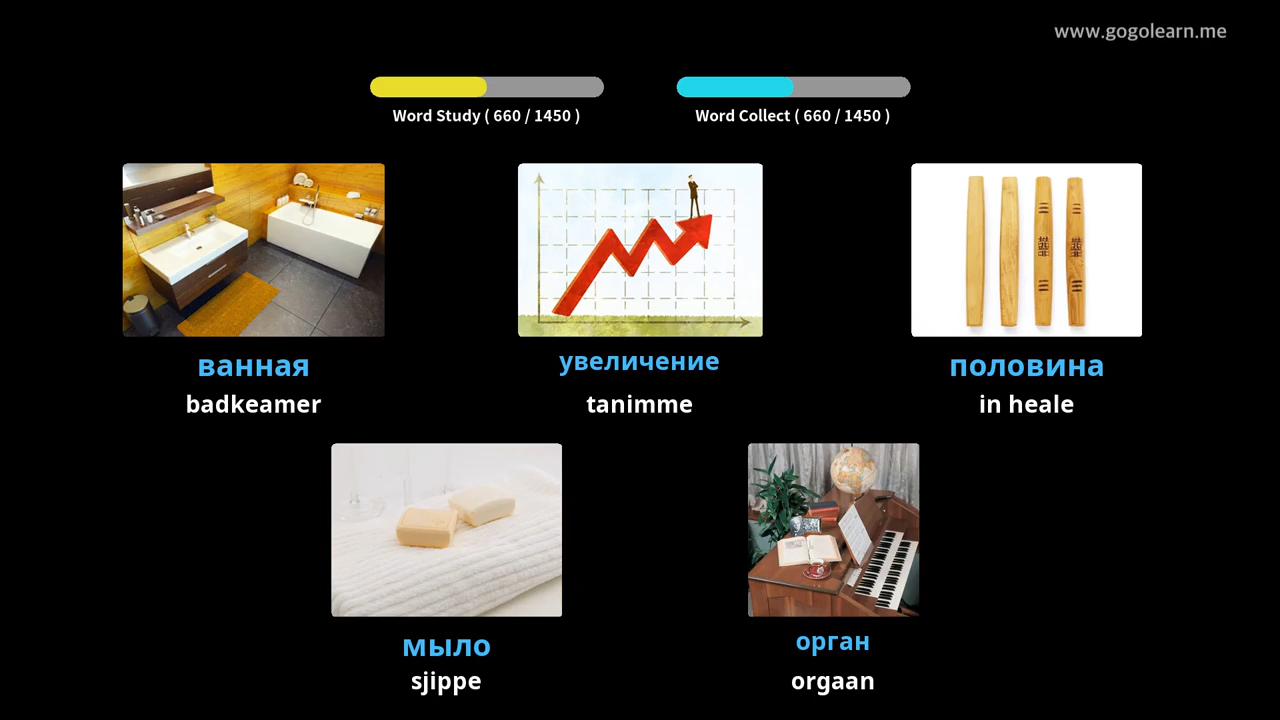 www.gogolearn.me
Word Study ( 660 / 1450 )
Word Collect ( 660 / 1450 )
ванная
badkeamer
увеличение
tanimme
половина
in heale
мыло
sjippe
орган
orgaan